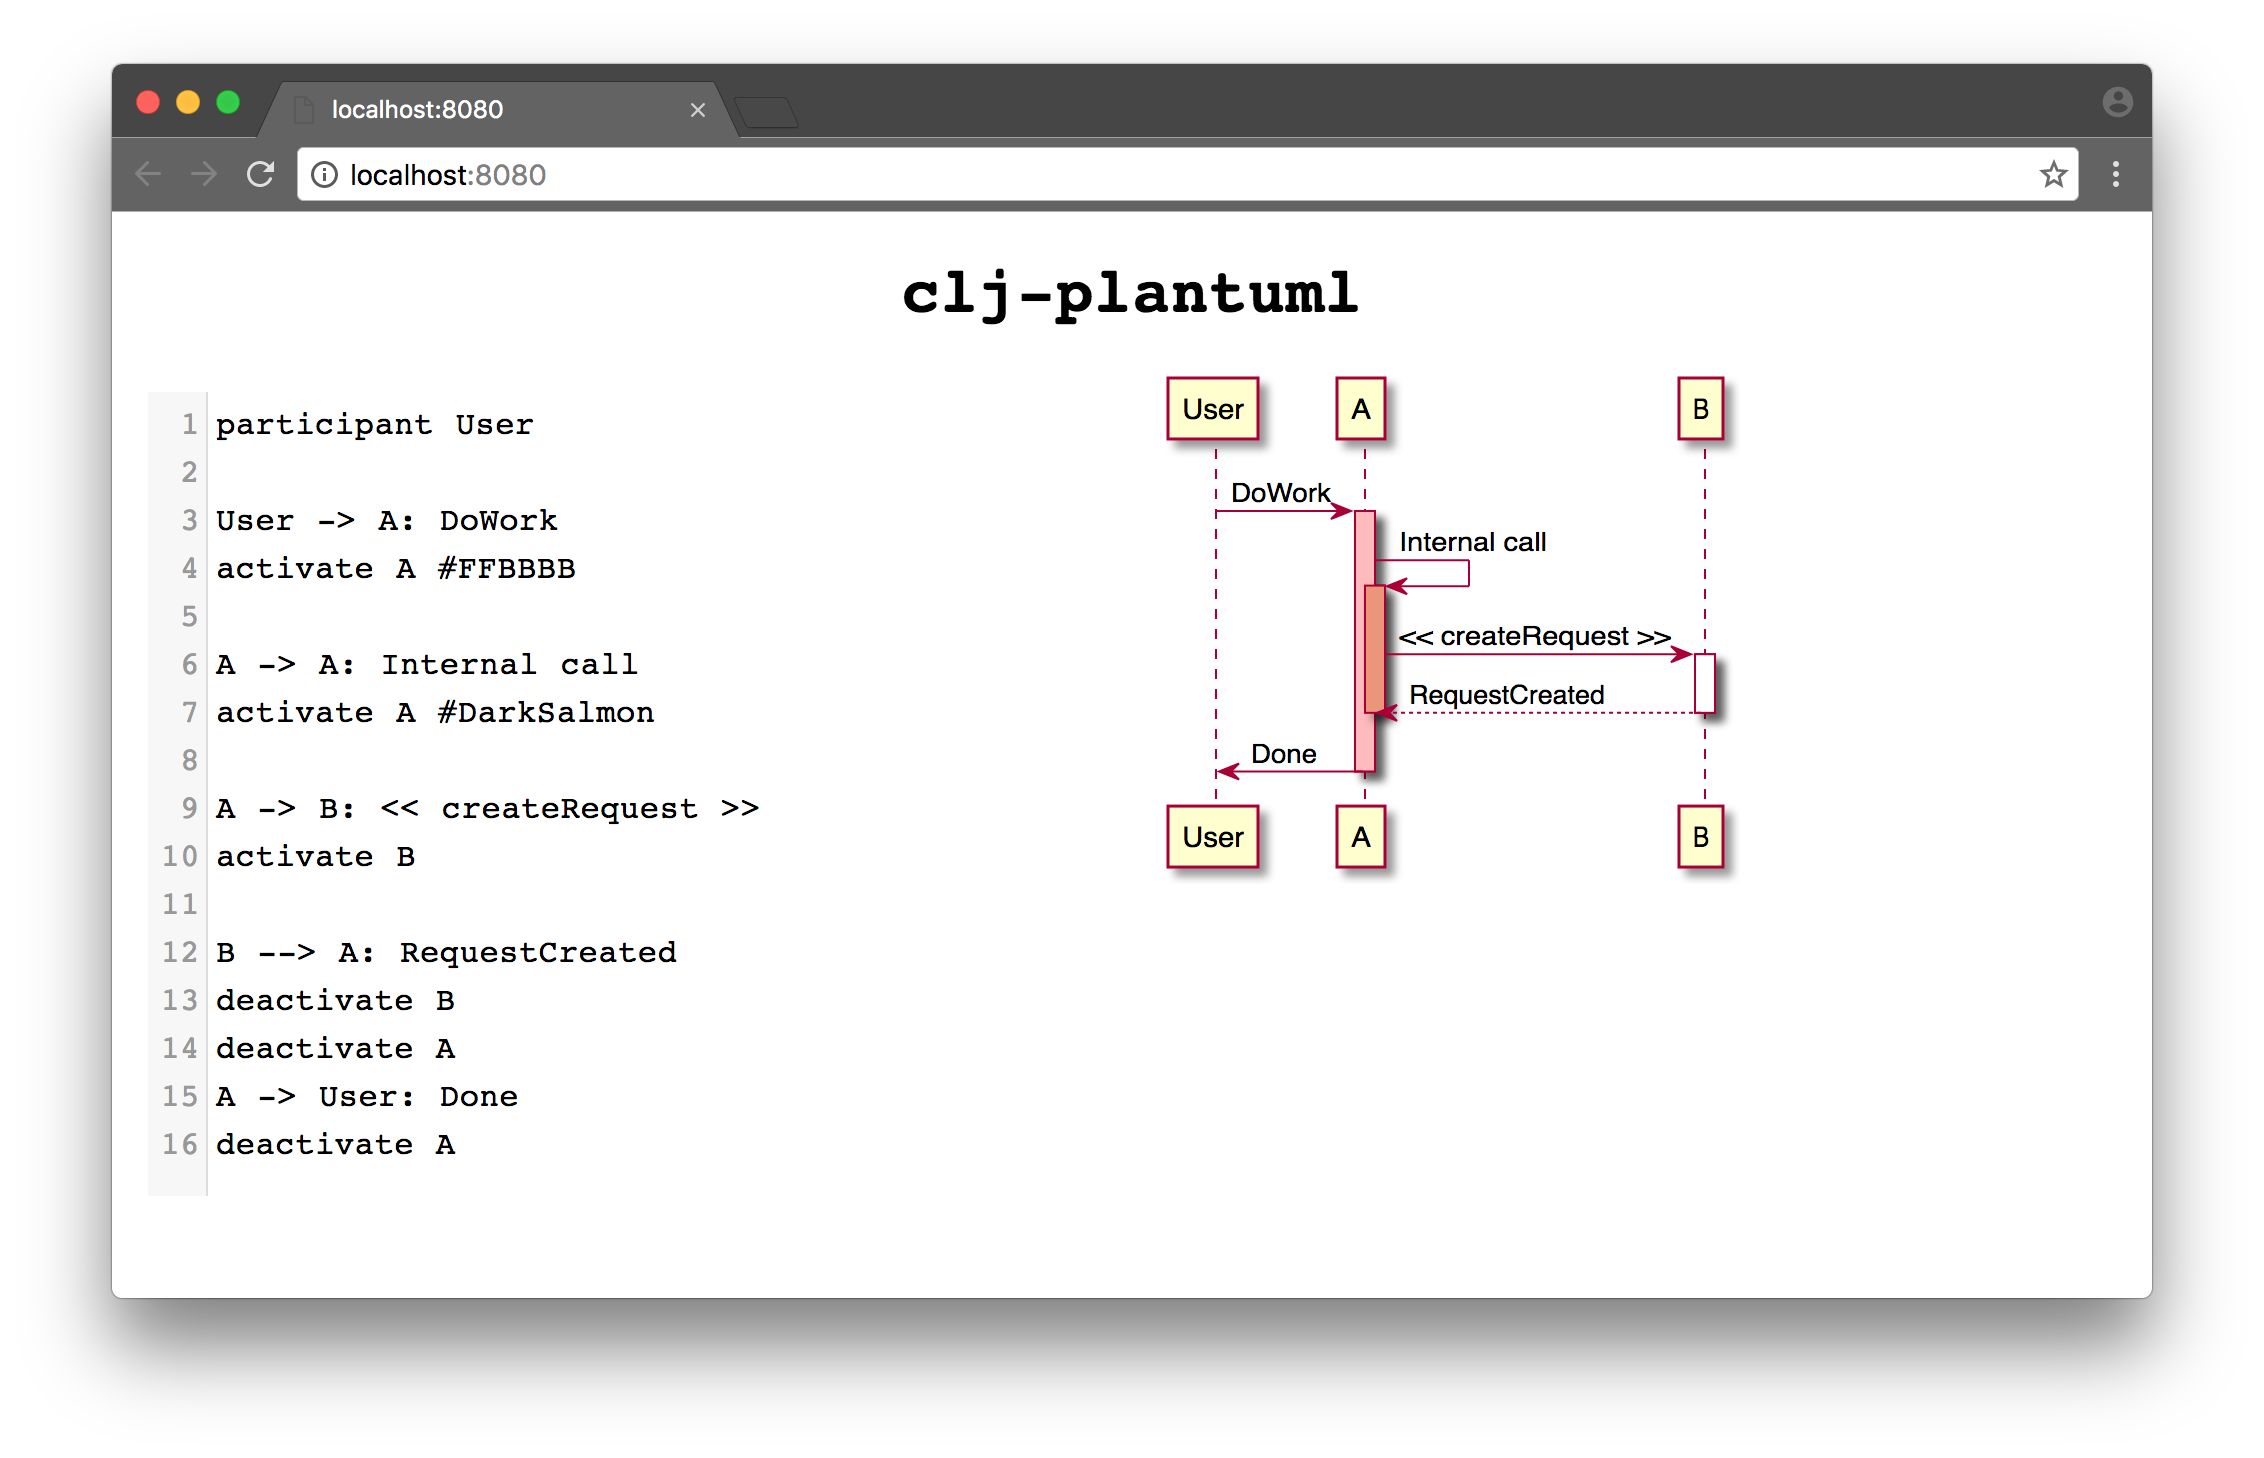 localhost:8080
localhost:8080
clj-plantuml
1 participant User
2
3 User -> A: DoWork
4 activate A #FFBBBB
5
6 A -> A: Internal call
7 activate A #DarkSalmon
8
9 A -> B: << createRequest >>
10 activate B
11
12 B --> A: RequestCreated
13 deactivate B
14 deactivate A
15 A -> User: Done
16 deactivate A
User A B
DoWork
Internal call
<< createRequest >>
RequestCreated
Done
User A B